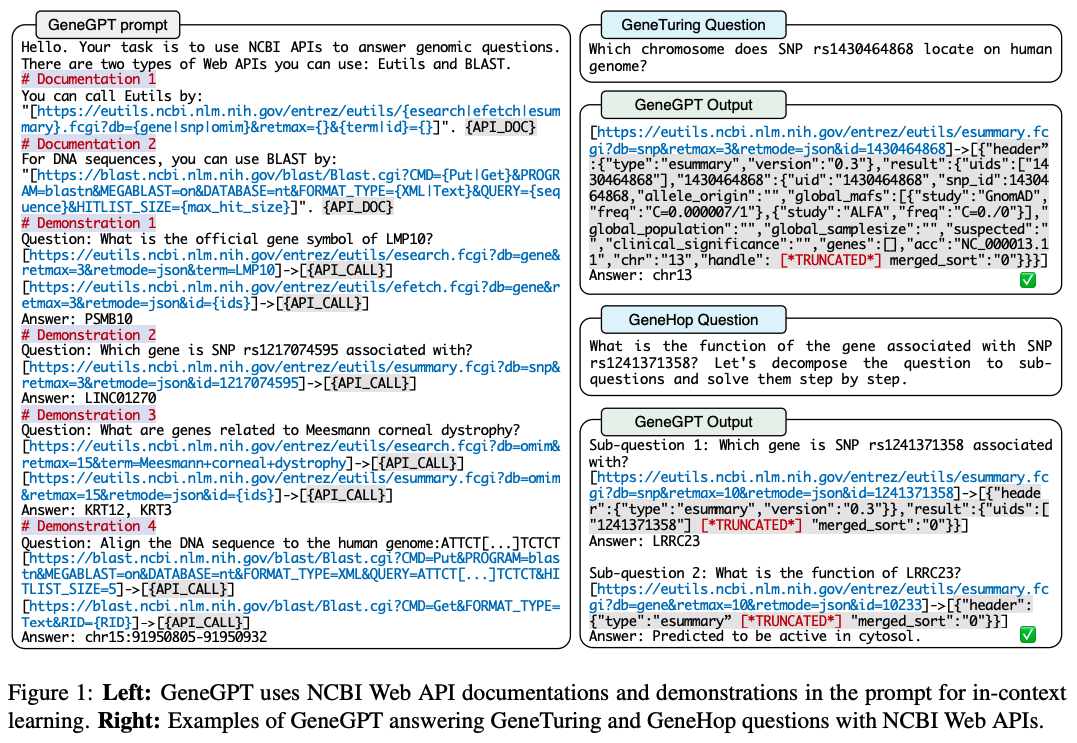 GeneGPT prompt
Hello. Your task is to use NCBI APIs to answer genomic questions.
There are two types of Web APIs you can use: Eutils and BLAST.
# Documentation 1
You can call Eutils by:
"[https://eutils.ncbi.nlm.nih.gov/entrez/eutils/{esearch|efetch|esum
mary}.fcgi?db={gene|snp|omim}&retmax={}&{term|id}={}]". {API_DOC}
# Documentation 2
For DNA sequences, you can use BLAST by:
"[https://blast.ncbi.nlm.nih.gov/blast/Blast.cgi?CMD={Put|Get}&PROGR
AM=blastn&MEGABLAST=on&DATABASE=nt&FORMAT_TYPE={XML|Text}&QUERY={seq
uence}&HITLIST_SIZE={max_hit_size}]". {API_DOC}
# Demonstration 1
Question: What is the official gene symbol of LMP10?
[https://eutils.ncbi.nlm.nih.gov/entrez/eutils/esearch.fcgi?db=gene&
retmax=3&retmode=json&term=LMP10]->[{API_CALL}]
[https://eutils.ncbi.nlm.nih.gov/entrez/eutils/efetch.fcgi?db=gene&r
etmax=3&retmode=json&id={ids}]->[{API_CALL}]
Answer: PSMB10
# Demonstration 2
Question: Which gene is SNP rs1217074595 associated with?
[https://eutils.ncbi.nlm.nih.gov/entrez/eutils/esummary.fcgi?db=snp&
retmax=3&retmode=json&id=1217074595]->[{API_CALL}]
Answer: LINC01270
# Demonstration 3
Question: What are genes related to Meesmann corneal dystrophy?
[https://eutils.ncbi.nlm.nih.gov/entrez/eutils/esearch.fcgi?db=omim&
retmax=15&term=Meesmann+corneal+dystrophy]->[{API_CALL}]
[https://eutils.ncbi.nlm.nih.gov/entrez/eutils/esummary.fcgi?db=omim
&retmax=15&retmode=json&id={ids}]->[{API_CALL}]
Answer: KRT12, KRT3
# Demonstration 4
Question: Align the DNA sequence to the human genome:ATTCT[...]TCTCT
[https://blast.ncbi.nlm.nih.gov/blast/Blast.cgi?CMD=Put&PROGRAM=blas
tn&MEGABLAST=on&DATABASE=nt&FORMAT_TYPE=XML&QUERY=ATTCT[...]TCTCT&HI
TLIST_SIZE=5]->[{API_CALL}]
[https://blast.ncbi.nlm.nih.gov/blast/Blast.cgi?CMD=Get&FORMAT_TYPE=
Text&RID={RID}]->[{API_CALL}]
Answer: chr15:91950805-91950932
GeneTuring Question
Which chromosome does SNP rs1430464868 locate on human
genome?
GeneGPT Output
[https://eutils.ncbi.nlm.nih.gov/entrez/eutils/esummary.fc
gi?db=snp&retmax=3&retmode=json&id=1430464868]->[{"header”
:{"type":"esummary","version":"0.3"},"result":{"uids":["14
30464868"],"1430464868":{"uid":"1430464868","snp_id":14304
64868,"allele_origin":"","global_mafs":[{"study":"GnomAD",
"freq":"C=0.000007/1"},{"study":"ALFA","freq":"C=0./0"}],"
global_population":"","global_samplesize":"","suspected":"
","clinical_significance":"","genes":[],"acc":"NC_000013.1
1","chr":"13","handle": [*TRUNCATED*] merged_sort":"0"}}}]
Answer: chr13
GeneHop Question
What is the function of the gene associated with SNP
rs1241371358? Let's decompose the question to sub-
questions and solve them step by step.
GeneGPT Output
Sub-question 1: Which gene is SNP rs1241371358 associated
with?
[https://eutils.ncbi.nlm.nih.gov/entrez/eutils/esummary.fc
gi?db=snp&retmax=10&retmode=json&id=1241371358]->[{"heade
r":{"type":"esummary","version":"0.3"}},"result":{"uids":[
"1241371358"] [*TRUNCATED*] "merged_sort":"0"}}]
Answer: LRRC23
Sub-question 2: What is the function of LRRC23?
[https://eutils.ncbi.nlm.nih.gov/entrez/eutils/esummary.fc
gi?db=gene&retmax=10&retmode=json&id=10233]->[{"header":
{"type":"esummary” [*TRUNCATED*] "merged_sort":"0"}}]
Answer: Predicted to be active in cytosol.
Figure 1: Left: GeneGPT uses NCBI Web API documentations and demonstrations in the prompt for in-context
learning. Right: Examples of GeneGPT answering GeneTuring and GeneHop questions with NCBI Web APIs.